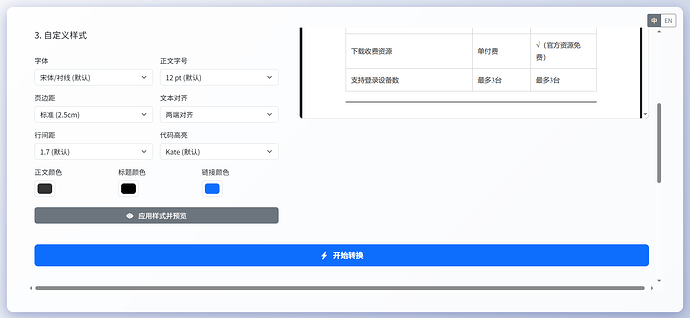 中 EN
3. 自定义样式
字体 正文字号
宋体/衬线 (默认) 12 pt (默认)
页边距 文本对齐
标准 (2.5cm) 两端对齐
行间距 代码高亮
1.7 (默认) Kate (默认)
正文颜色 标题颜色 链接颜色
应用样式并预览
下载收费资源 单付费 √（官方资源免
费）
支持登录设备数 最多3台 最多3台
开始转换